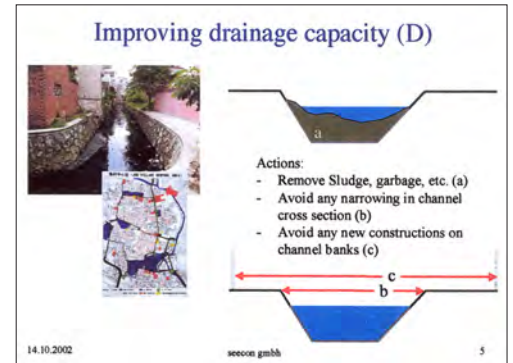 Improving drainage capacity (D)
a
Actions:
- Remove Sludge, garbage, etc. (a)
- Avoid any narrowing in channel
cross section (b)
- Avoid any new constructions on
channel banks (c)
c
b
14.10.2002
seecon gmbh
5